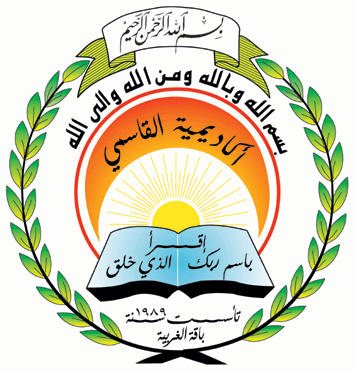 بسم الله الرحمن الرحيم
بسم الله وبالله ومن الله والى الله
أكاديمية القاسمي
إقرأ
باسم ربك الذي خلق
تأسست سنة
١٩٨٩
باقة الغربية